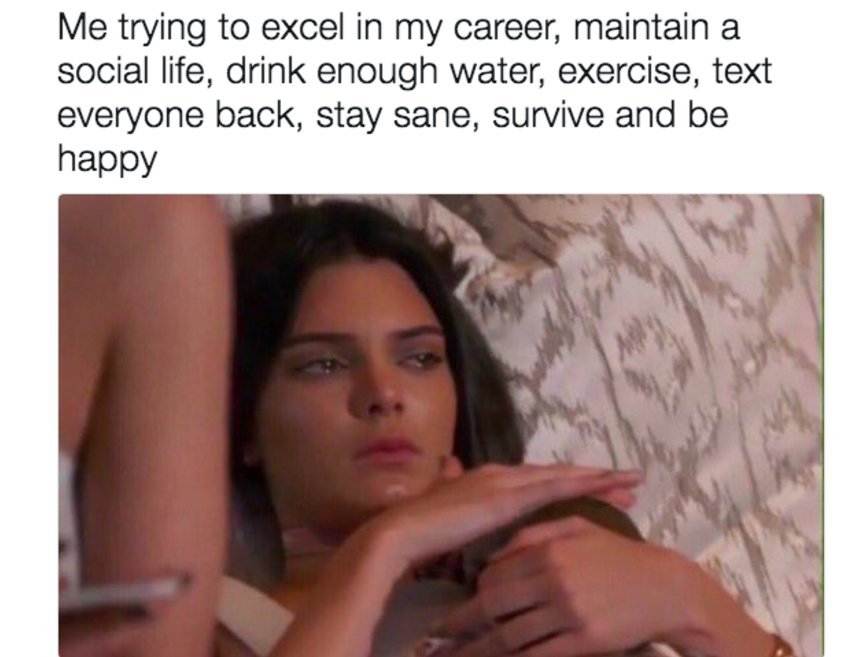 Me trying to excel in my career, maintain a
social life, drink enough water, exercise, text
everyone back, stay sane, survive and be
happy